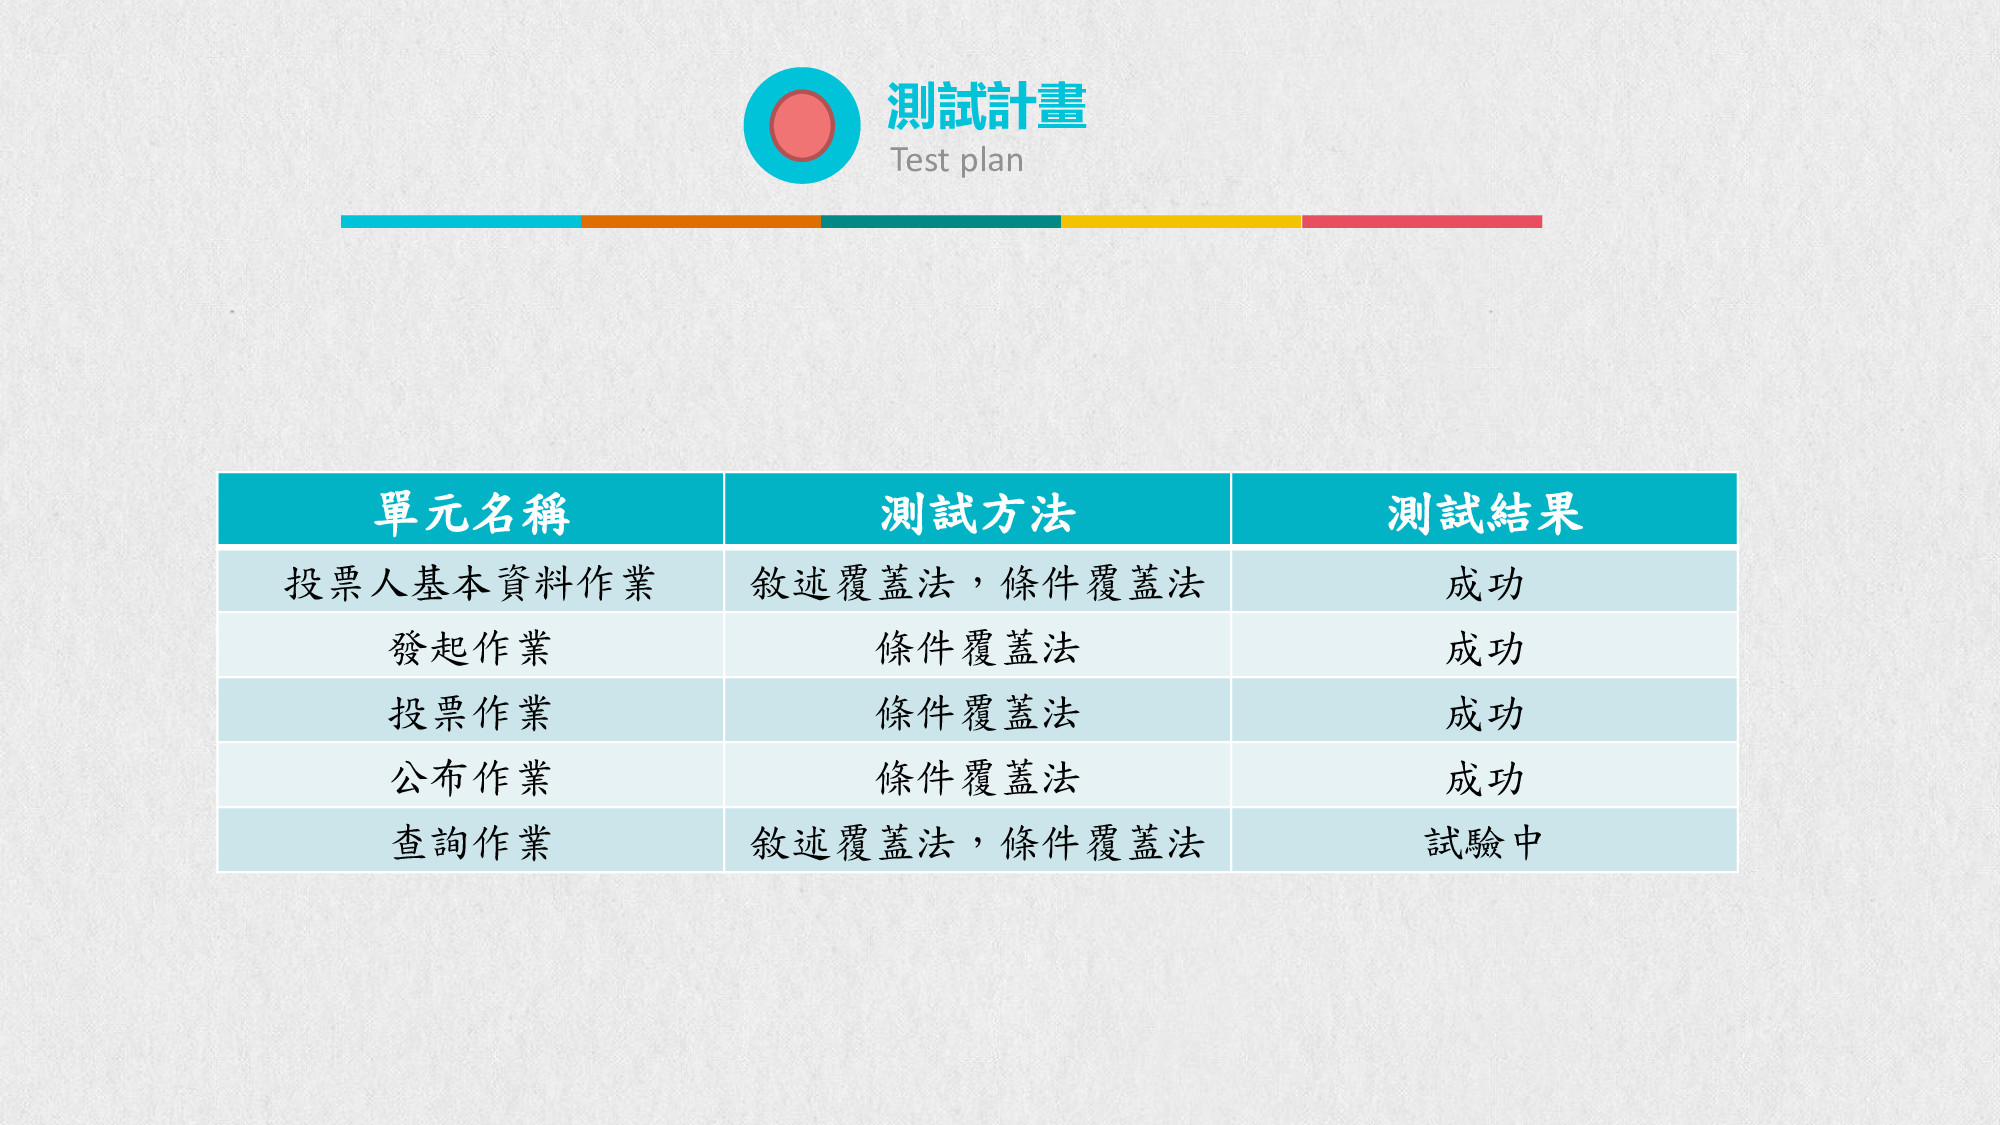 測試計畫
Test plan
單元名稱 測試方法 測試結果
投票人基本資料作業 敘述覆蓋法，條件覆蓋法 成功
發起作業 條件覆蓋法 成功
投票作業 條件覆蓋法 成功
公布作業 條件覆蓋法 成功
查詢作業 敘述覆蓋法，條件覆蓋法 試驗中